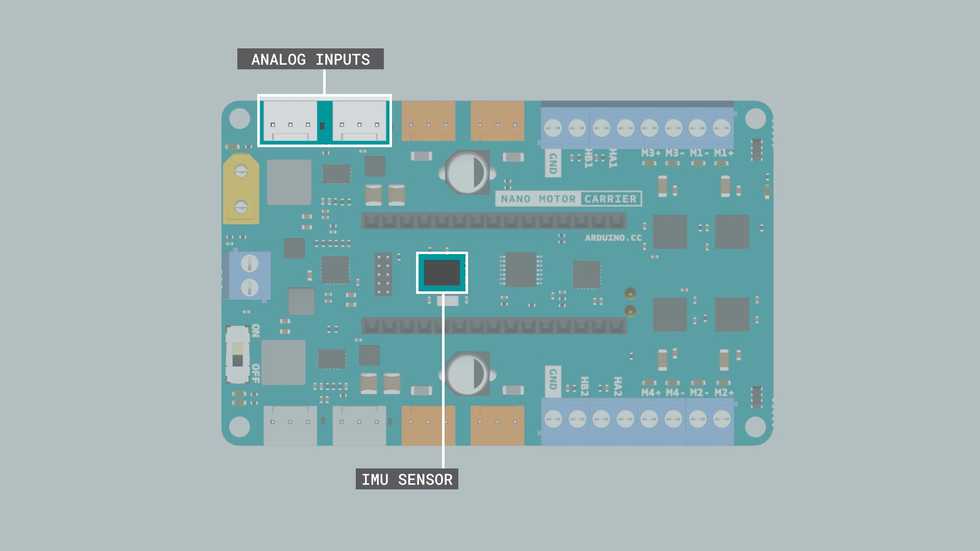 ANALOG INPUTS
GND
HB1
HA1
M3+ M3- M1- M1+
NANO MOTOR CARRIER
ARDUINO.CC
ON
OFF
GND
HB2
HA2
M4+ M4- M2- M2+
IMU SENSOR